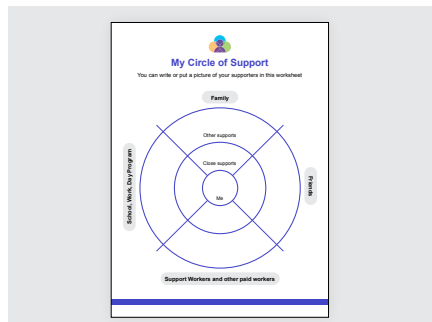 My Circle of Support
You can write or put a picture of your supporters in this worksheet
Family
Other supports
Close supports
School, Work, Day Program
Friends
Me
Support Workers and other paid workers